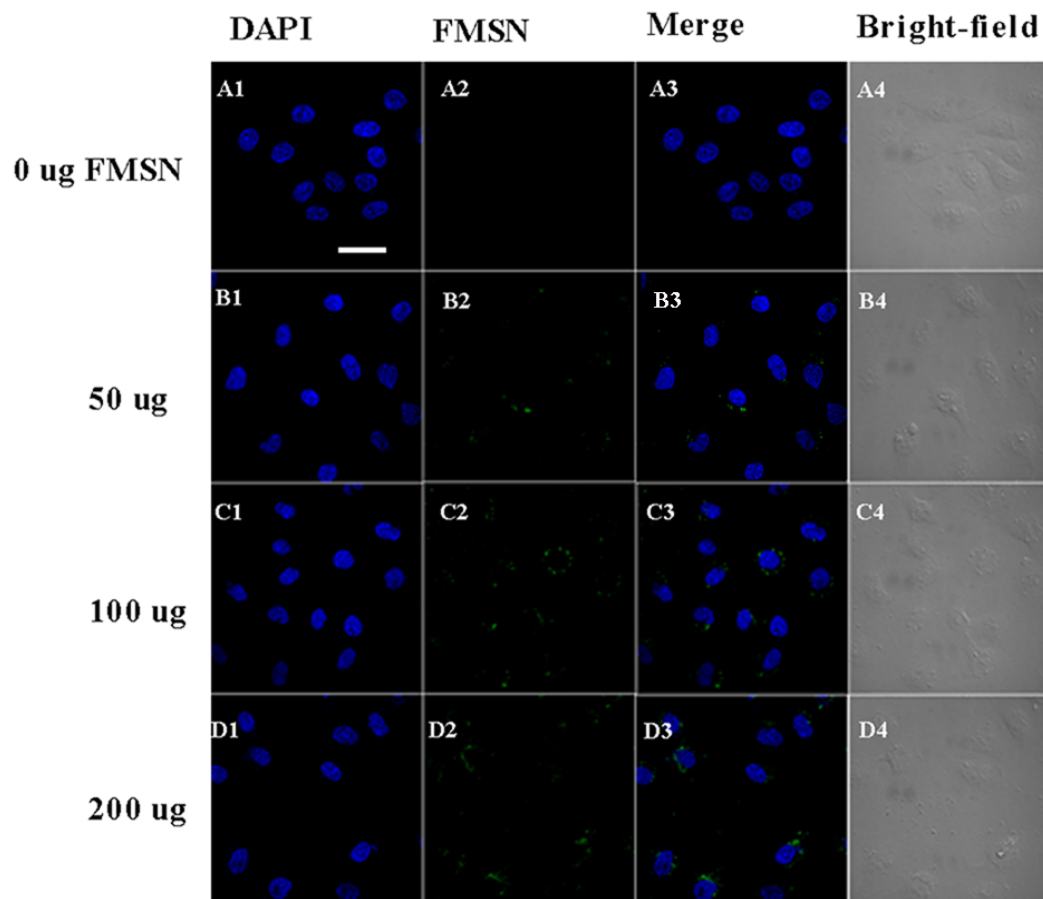 DAPI FMSN Merge Bright-field
0 ug FMSN A1 A2 A3 A4
50 ug B1 B2 B3 B4
100 ug C1 C2 C3 C4
200 ug D1 D2 D3 D4